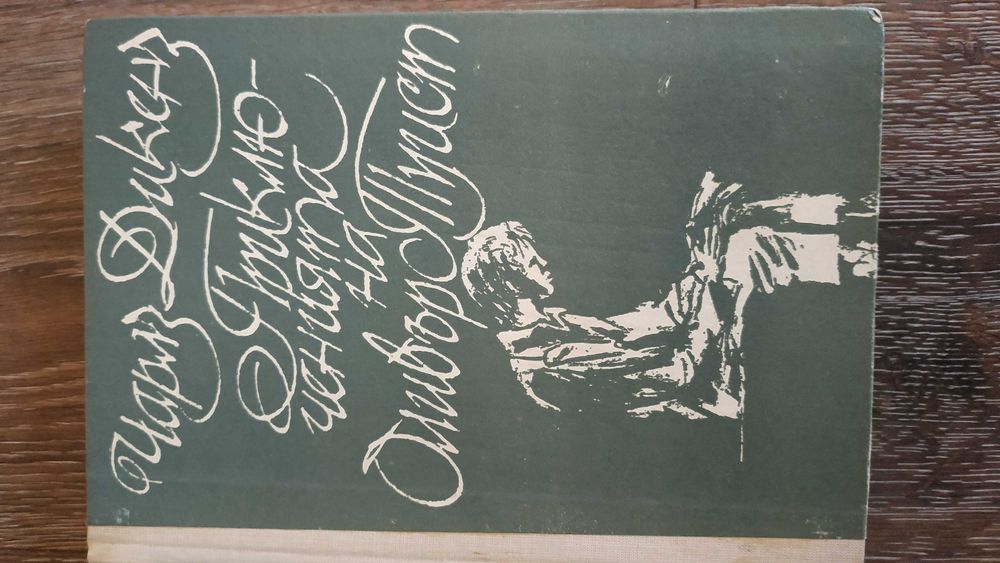 Чарлз Дикенз
Приклю-
ченията
на
Оливър Туист